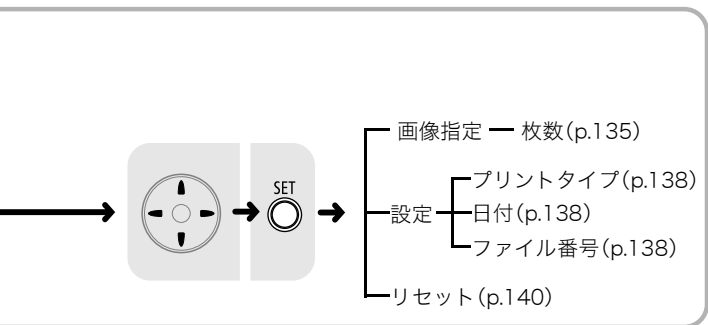 画像指定 枚数(p.135)
SET
プリントタイプ(p.138)
設定 日付(p.138)
ファイル番号(p.138)
リセット(p.140)